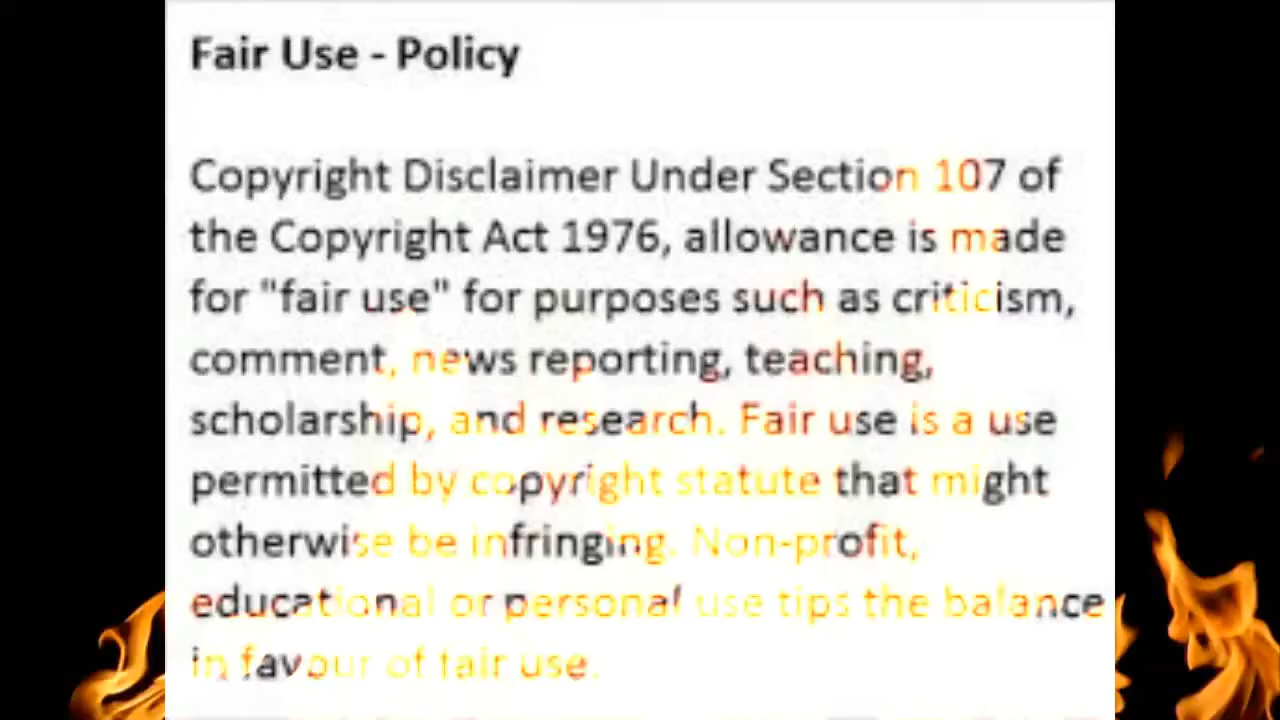 Fair Use - Policy
Copyright Disclaimer Under Section 107 of
the Copyright Act 1976, allowance is made
for "fair use" for purposes such as criticism,
comment, news reporting, teaching,
scholarship, and research. Fair use is a use
permitted by copyright statute that might
otherwise be infringing. Non-profit,
educational or personal use tips the balance
in favour of fair use.